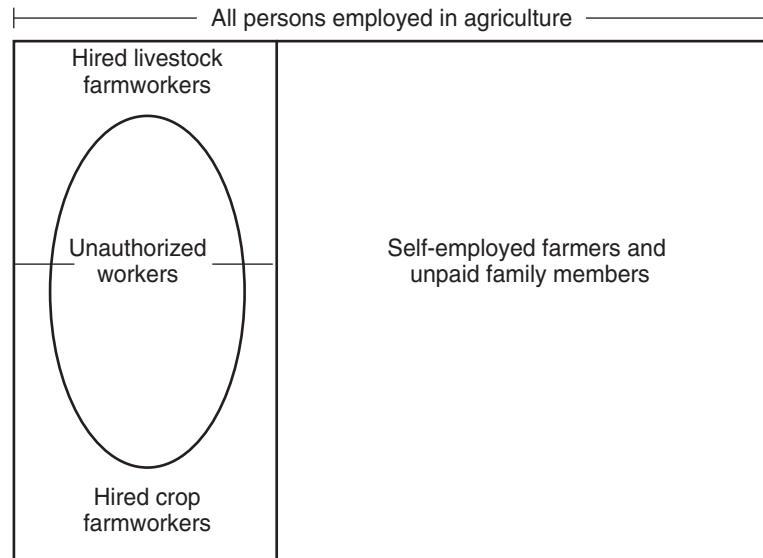 All persons employed in agriculture
Hired livestock
farmworkers
Unauthorized
workers
Self-employed farmers and
unpaid family members
Hired crop
farmworkers